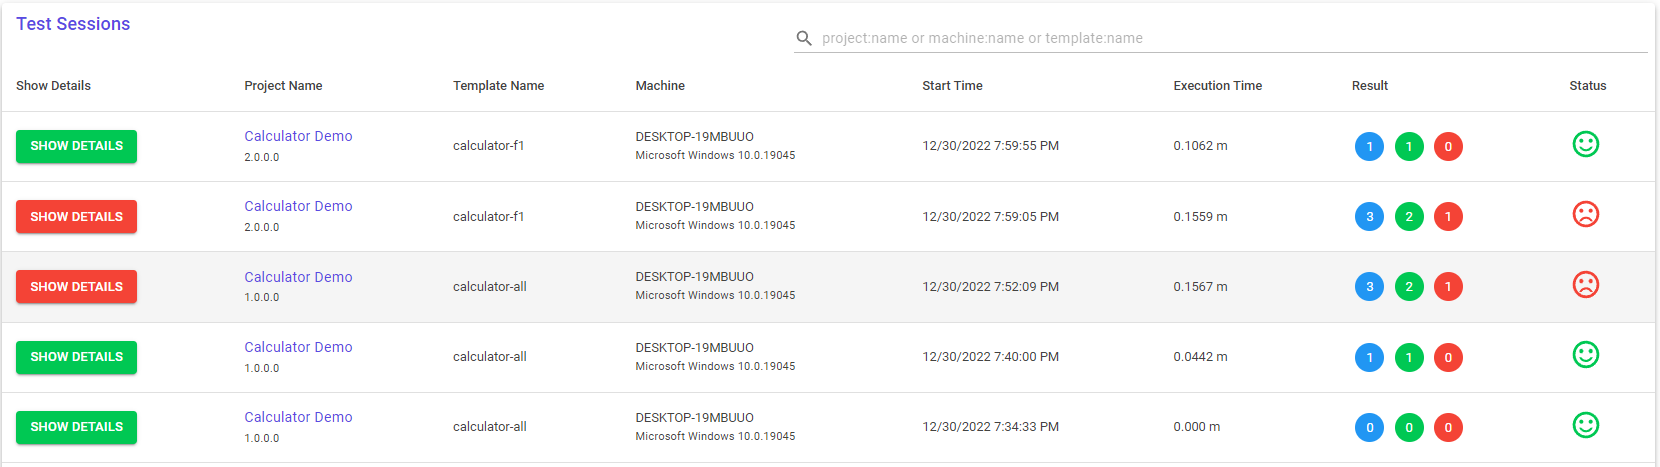 Test Sessions
project:name or machine:name or template:name
Show Details Project Name Template Name Machine Start Time Execution Time Result Status
SHOW DETAILS Calculator Demo 2.0.0.0 calculator-f1 DESKTOP-19MBUUO Microsoft Windows 10.0.19045 12/30/2022 7:59:55 PM 0.1062 m 1 1 0
SHOW DETAILS Calculator Demo 2.0.0.0 calculator-f1 DESKTOP-19MBUUO Microsoft Windows 10.0.19045 12/30/2022 7:59:05 PM 0.1559 m 3 2 1
SHOW DETAILS Calculator Demo 1.0.0.0 calculator-all DESKTOP-19MBUUO Microsoft Windows 10.0.19045 12/30/2022 7:52:09 PM 0.1567 m 3 2 1
SHOW DETAILS Calculator Demo 1.0.0.0 calculator-all DESKTOP-19MBUUO Microsoft Windows 10.0.19045 12/30/2022 7:40:00 PM 0.0442 m 1 1 0
SHOW DETAILS Calculator Demo 1.0.0.0 calculator-all DESKTOP-19MBUUO Microsoft Windows 10.0.19045 12/30/2022 7:34:33 PM 0.000 m 0 0 0